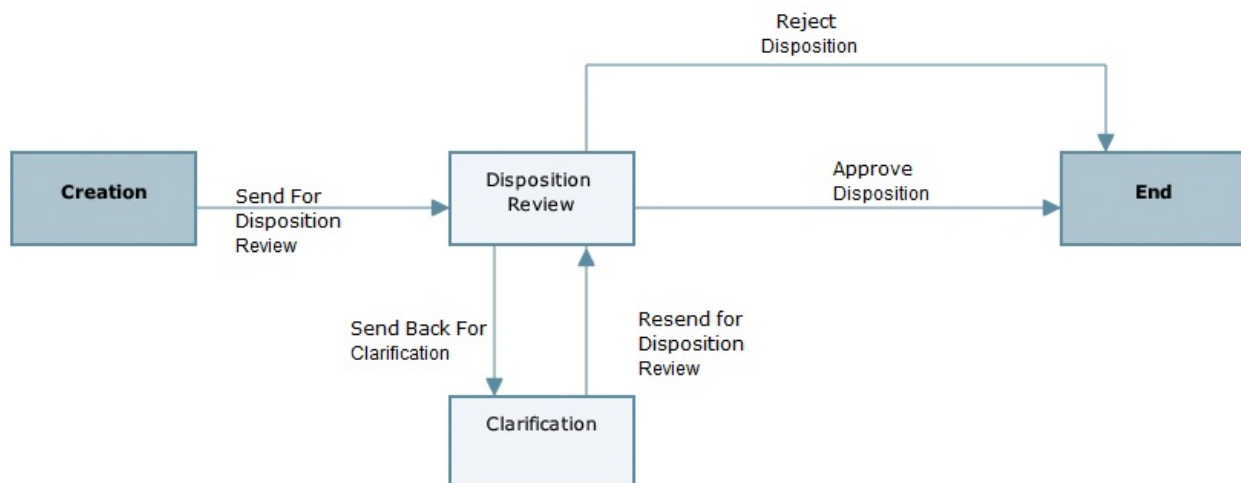 Reject
Disposition
Creation
Send For
Disposition
Review
Disposition
Review
Approve
Disposition
End
Send Back For
Clarification
Resend for
Disposition
Review
Clarification